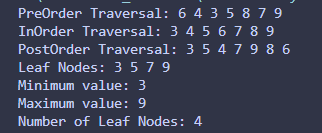 PreOrder Traversal: 6 4 3 5 8 7 9
InOrder Traversal: 3 4 5 6 7 8 9
PostOrder Traversal: 3 5 4 7 9 8 6
Leaf Nodes: 3 5 7 9
Minimum value: 3
Maximum value: 9
Number of Leaf Nodes: 4